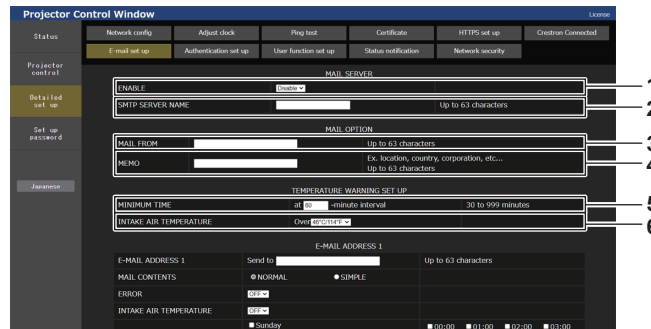 Projector Control Window License
Status Network config Adjust clock Ping test Certificate HTTPS set up Crestron Connected
E-mail set up Authentication set up User function set up Status notification Network security
Projector control
Detailed set up
Set up password
Japanese
MAIL SERVER
ENABLE Disable 1
SMTP SERVER NAME Up to 63 characters 2
MAIL OPTION
MAIL FROM Up to 63 characters 3
MEMO Ex. location, country, corporation, etc... 4
Up to 63 characters
TEMPERATURE WARNING SET UP
MINIMUM TIME at 60 -minute interval 30 to 999 minutes 5
INTAKE AIR TEMPERATURE Over 46°C/114°F 6
E-MAIL ADDRESS 1
E-MAIL ADDRESS 1 Send to Up to 63 characters
MAIL CONTENTS NORMAL SIMPLE
ERROR OFF
INTAKE AIR TEMPERATURE OFF
Sunday 00:00 01:00 02:00 03:00